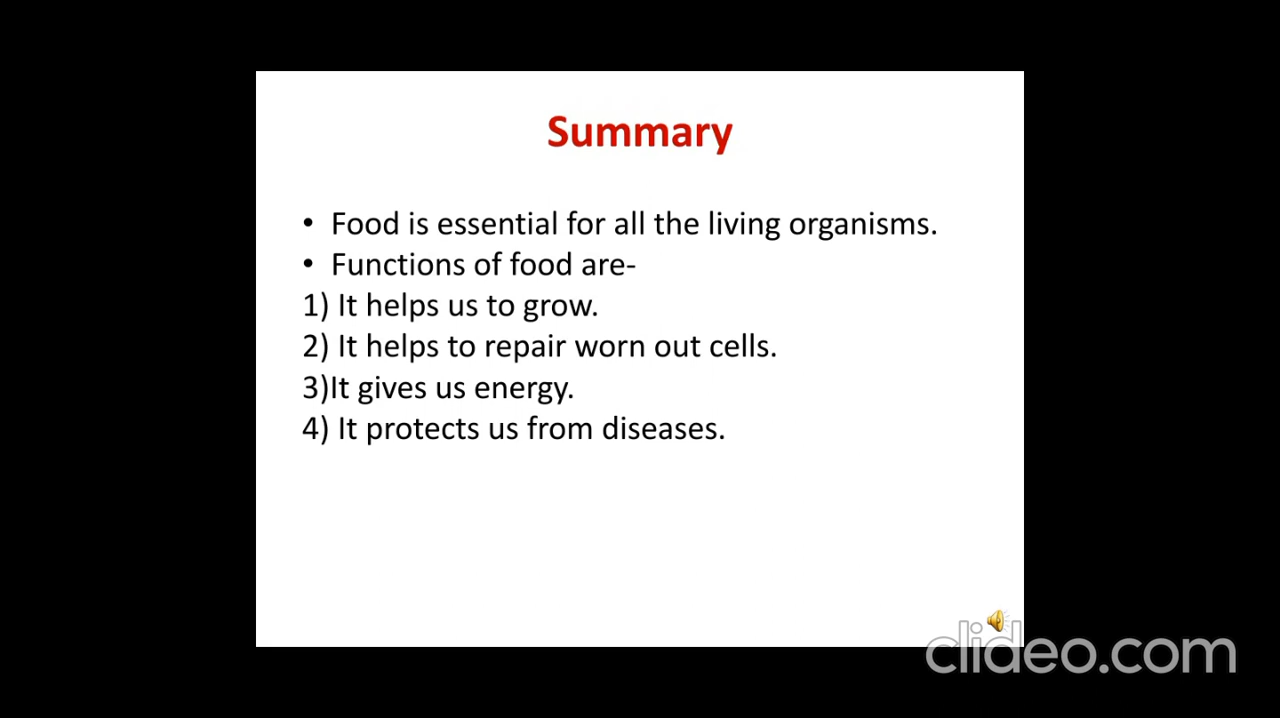 Summary
• Food is essential for all the living organisms.
• Functions of food are-
1) It helps us to grow.
2) It helps to repair worn out cells.
3)It gives us energy.
4) It protects us from diseases.
clideo.com